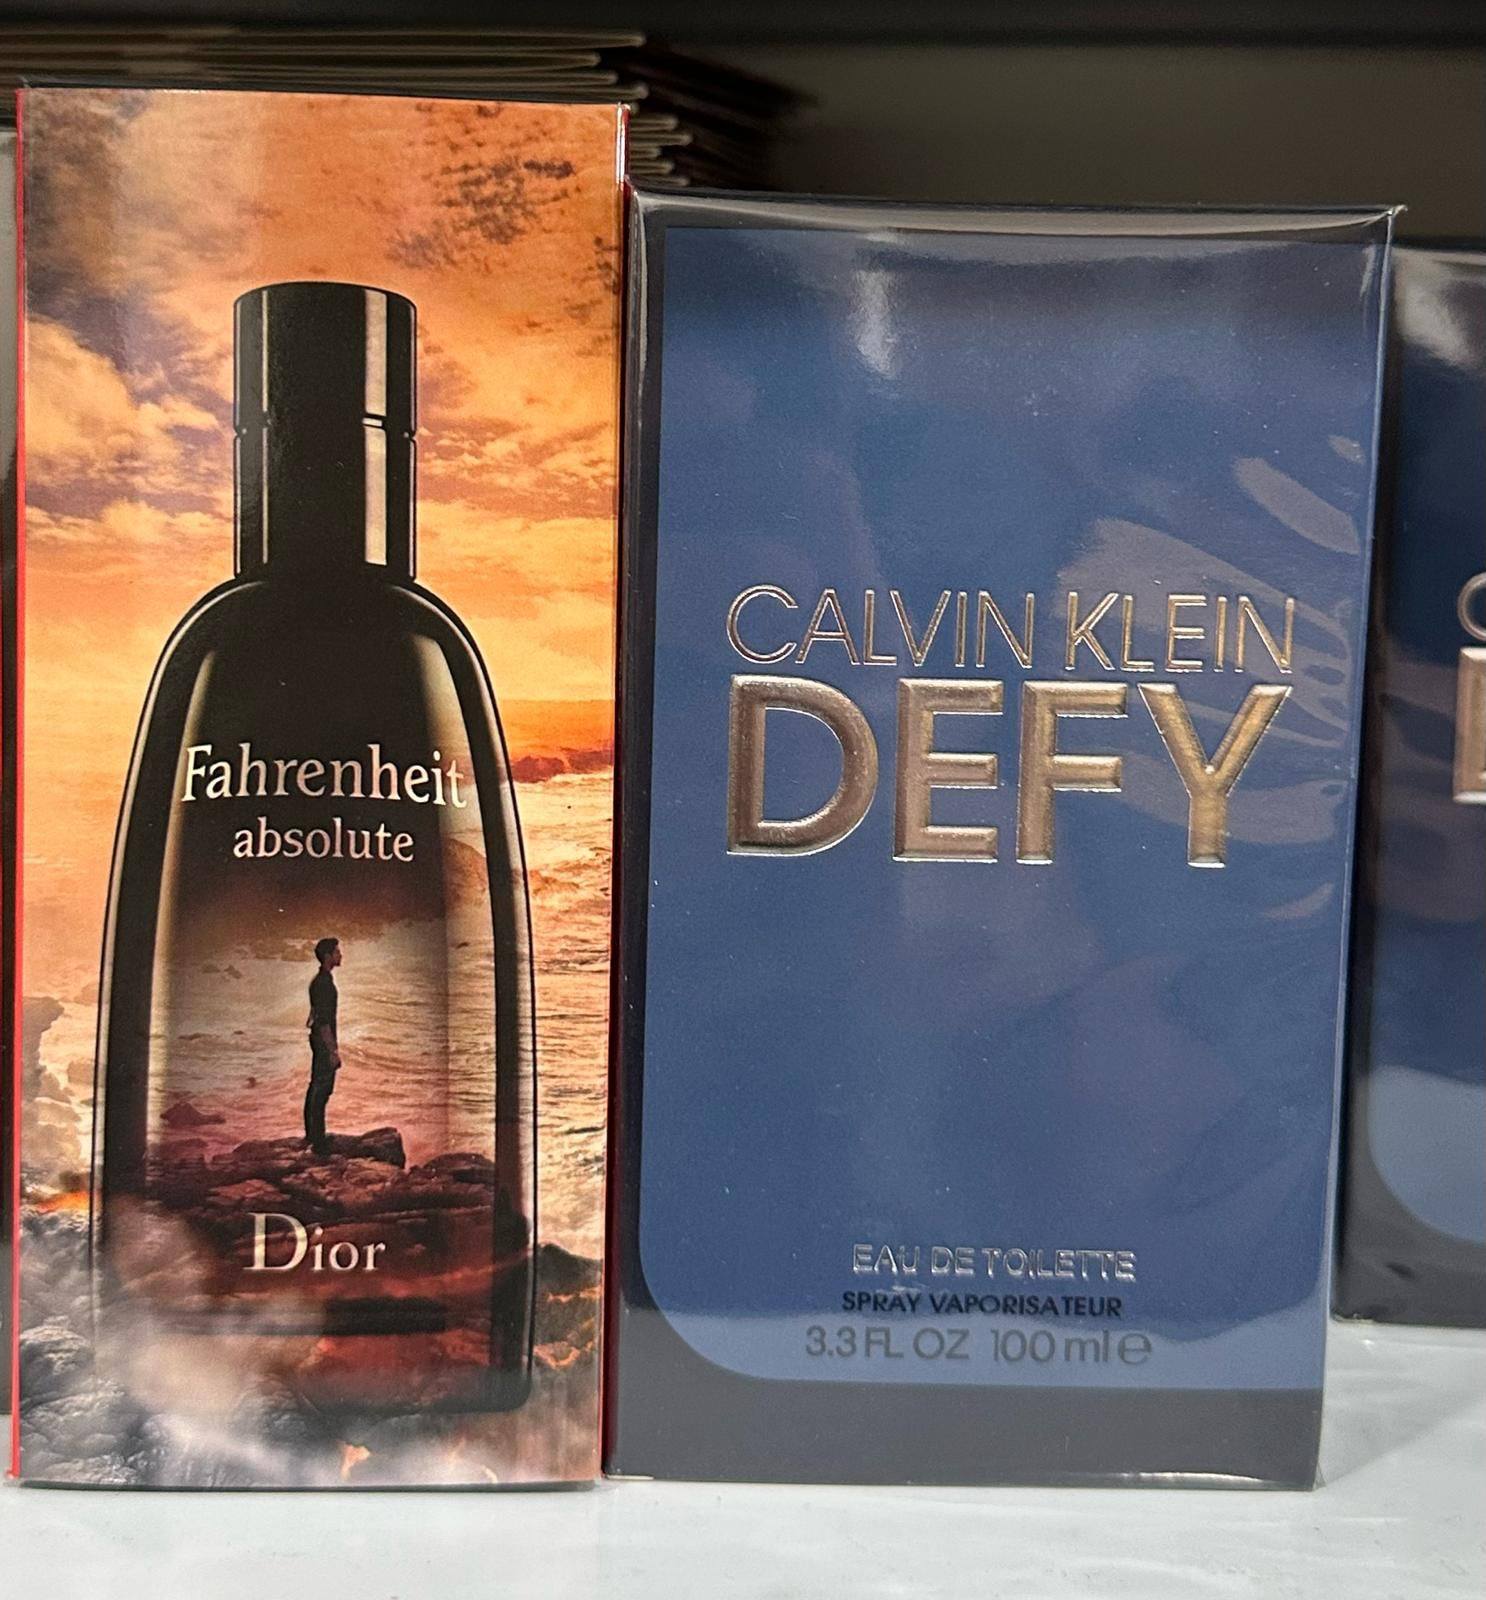 Fahrenheit
absolute
Dior
CALVIN KLEIN
DEFY
EAU DE TOILETTE
SPRAY VAPORISATEUR
3.3 FL OZ 100 ml ℮